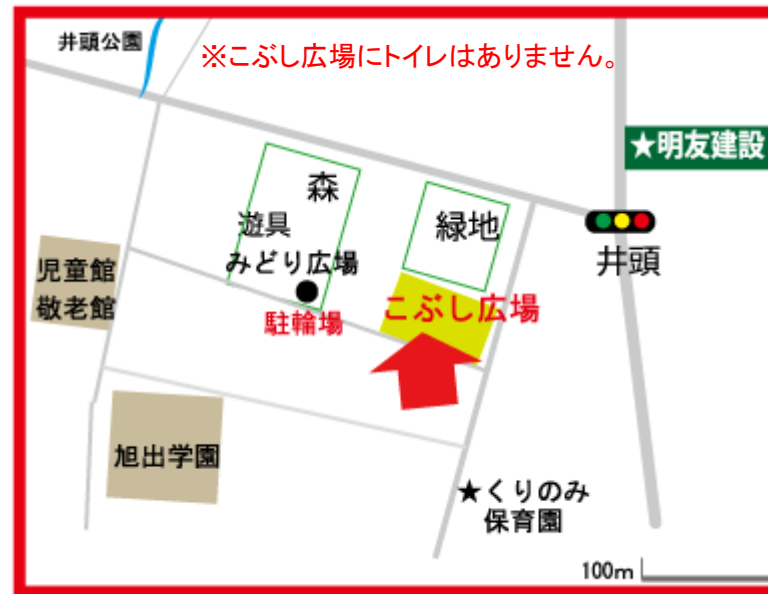 井頭公園
※こぶし広場にトイレはありません。
★明友建設
森
遊具
みどり広場
駐輪場
緑地
こぶし広場
井頭
児童館
敬老館
旭出学園
★くりのみ
保育園
100m